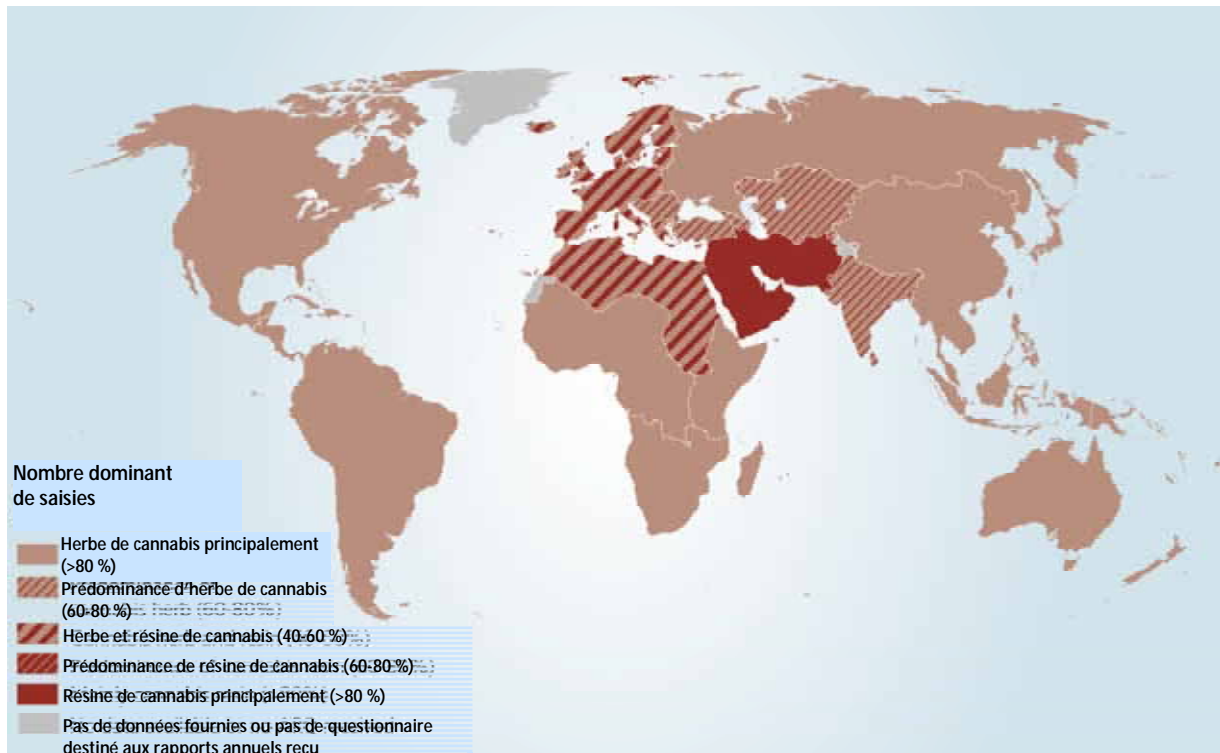 Nombre dominant
de saisies
Herbe de cannabis principalement
(>80 %)
Prédominance d'herbe de cannabis
(60-80 %)
Herbe et résine de cannabis (40-60 %)
Prédominance de résine de cannabis (60-80 %)
Résine de cannabis principalement (>80 %)
Pas de données fournies ou pas de questionnaire
destiné aux rapports annuels reçu